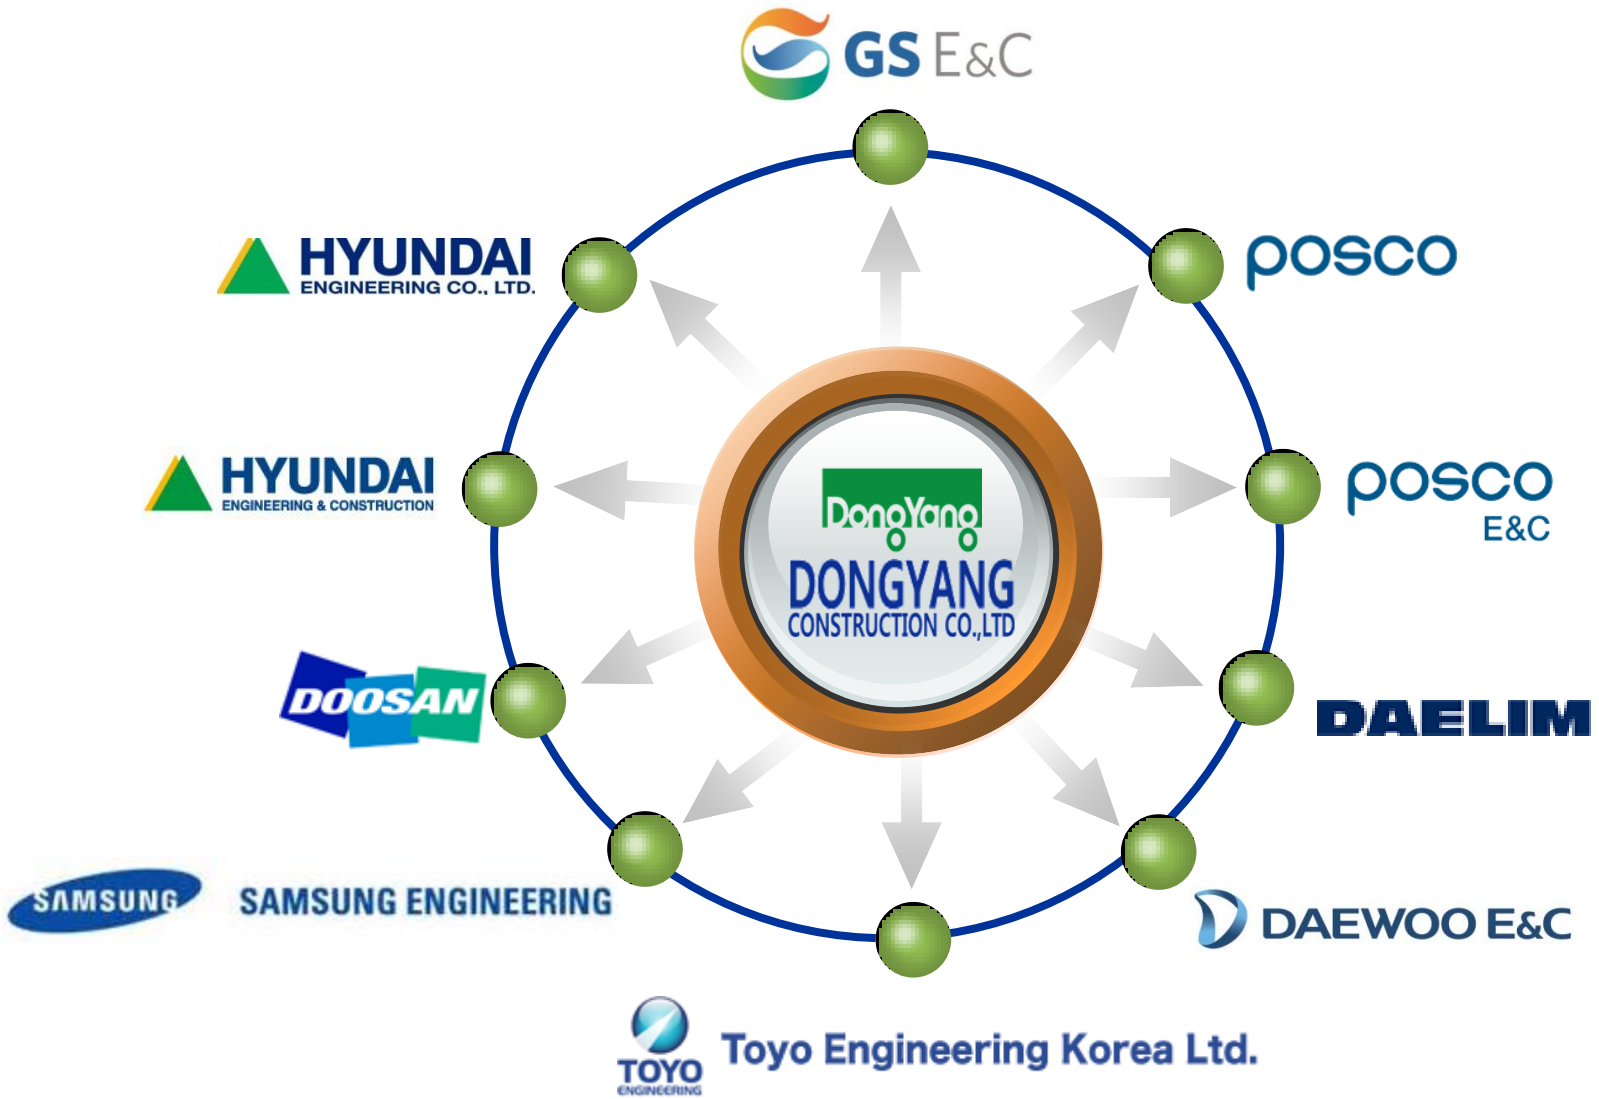 GS E&C
HYUNDAI
ENGINEERING CO., LTD.
posco
HYUNDAI
ENGINEERING & CONSTRUCTION
DongYang
DONGYANG
CONSTRUCTION CO.,LTD
posco
E&C
DOOSAN
DAELIM
SAMSUNG
SAMSUNG ENGINEERING
DAEWOO E&C
TOYO
ENGINEERING
Toyo Engineering Korea Ltd.